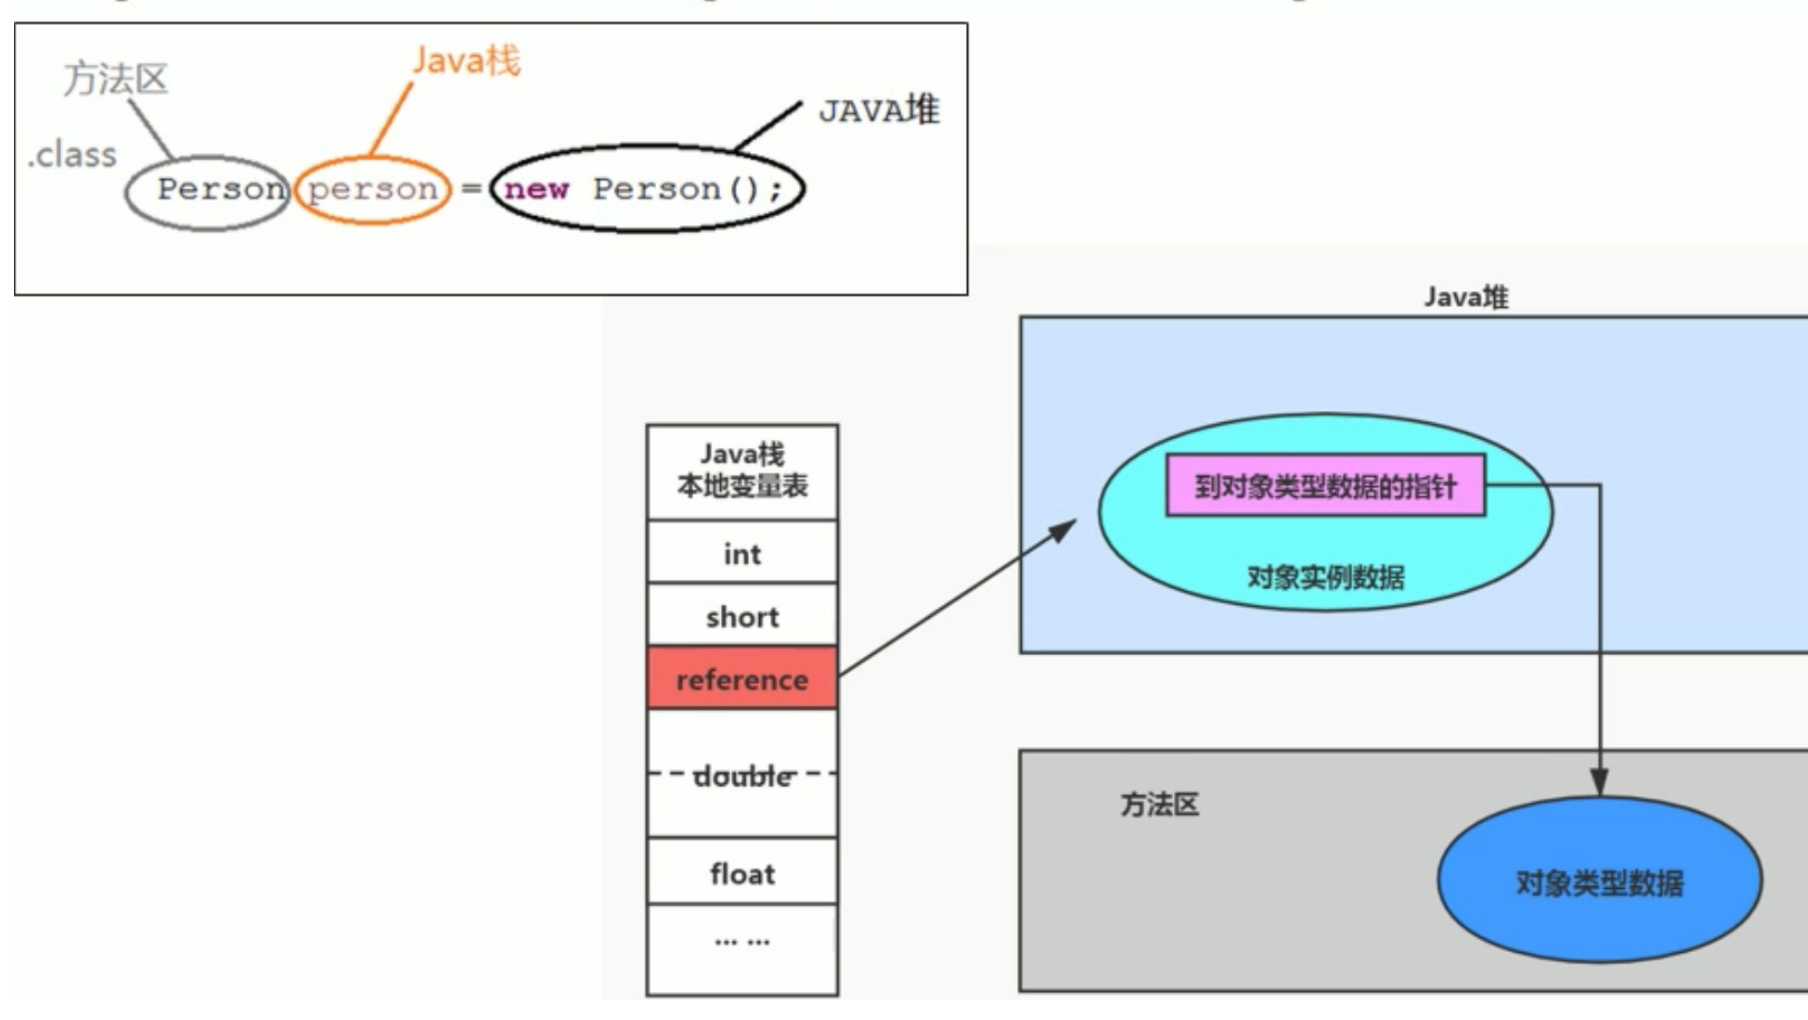 方法区
Java栈
JAVA堆
.class
Person person = new Person();
Java堆
Java栈
本地变量表
int
short
reference
double
float
... ...
到对象类型数据的指针
对象实例数据
方法区
对象类型数据